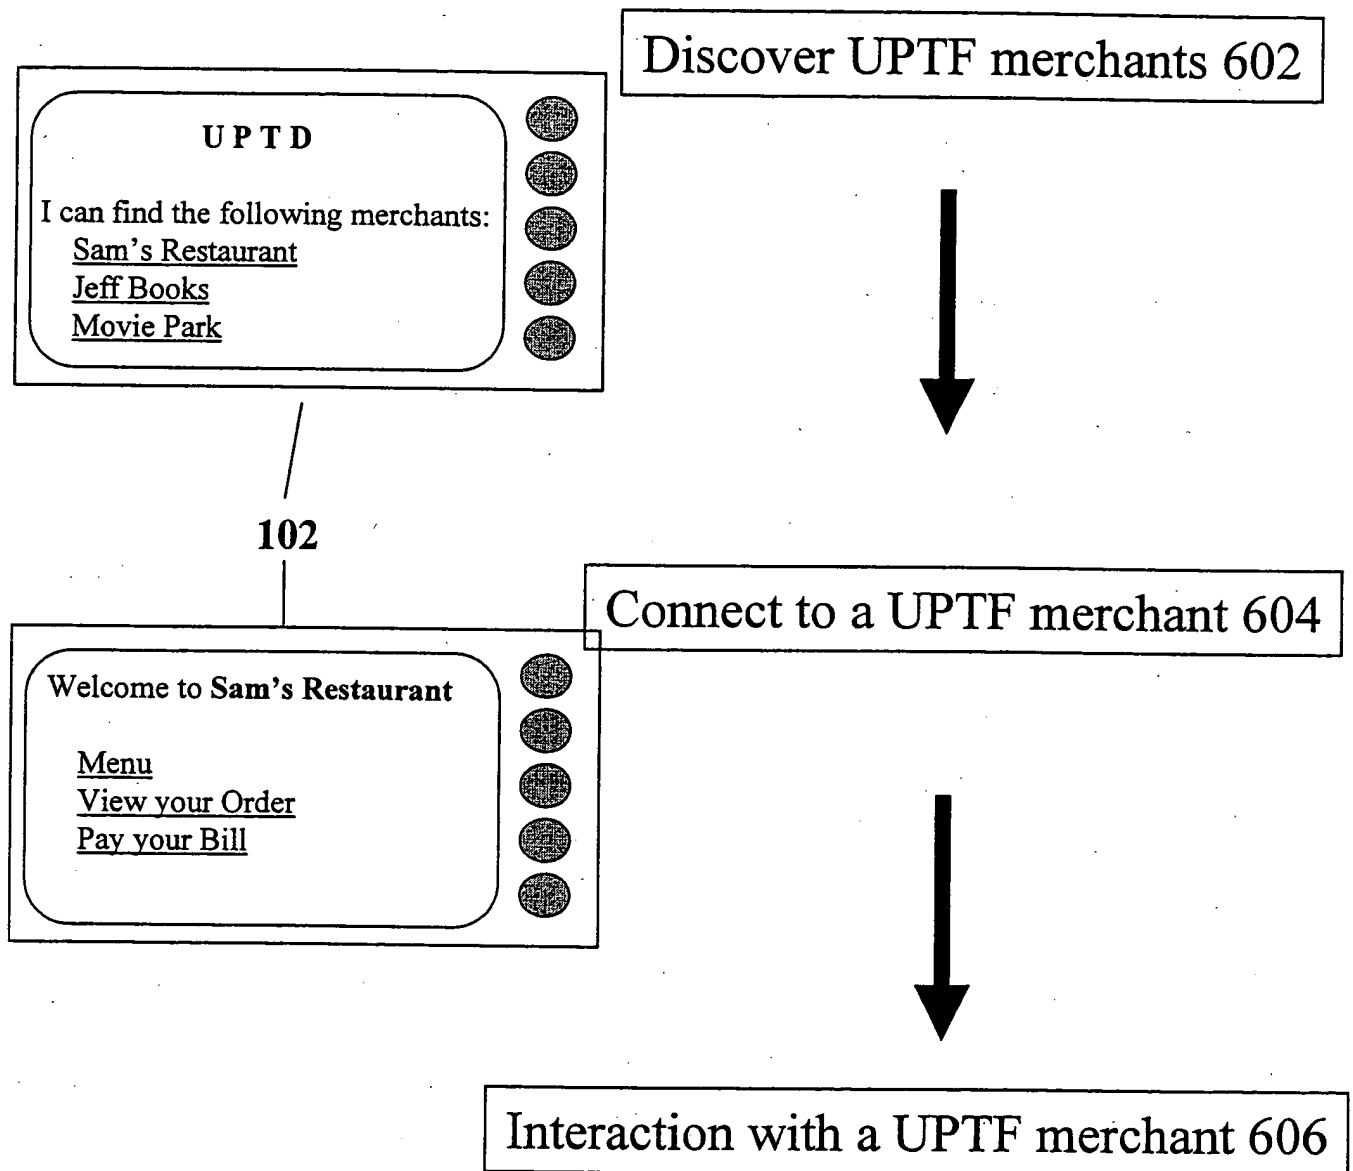 Discover UPTF merchants 602
U P T D
I can find the following merchants:
Sam's Restaurant
Jeff Books
Movie Park
102
Connect to a UPTF merchant 604
Welcome to Sam's Restaurant
Menu
View your Order
Pay your Bill
Interaction with a UPTF merchant 606